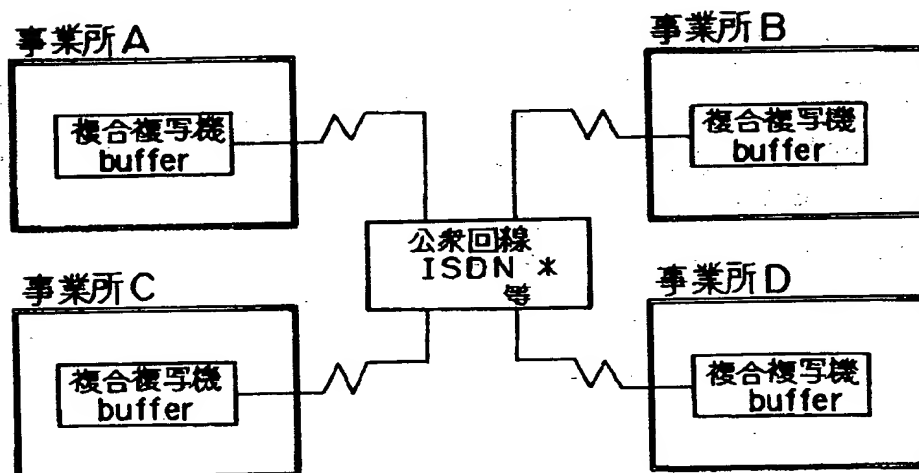 事業所A
複合複写機
buffer
事業所B
複合複写機
buffer
公衆回線
ISDN *
等
事業所C
複合複写機
buffer
事業所D
複合複写機
buffer